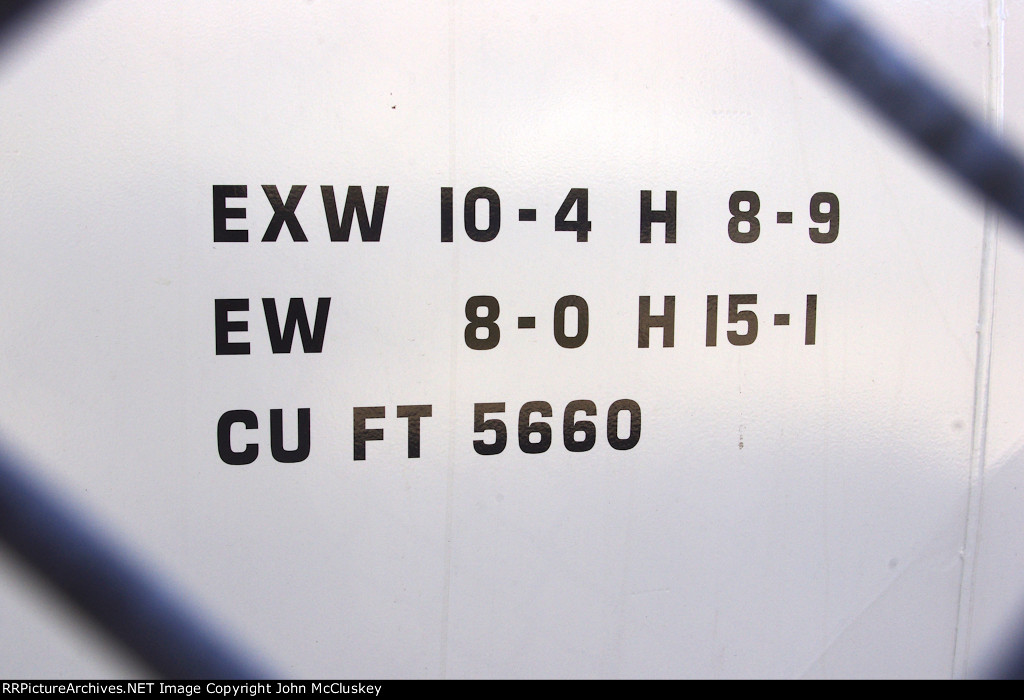 EXW 10-4 H 8-9
EW 8-0 H 15-1
CU FT 5660
RRPictureArchives.NET Image Copyright John McCluskey